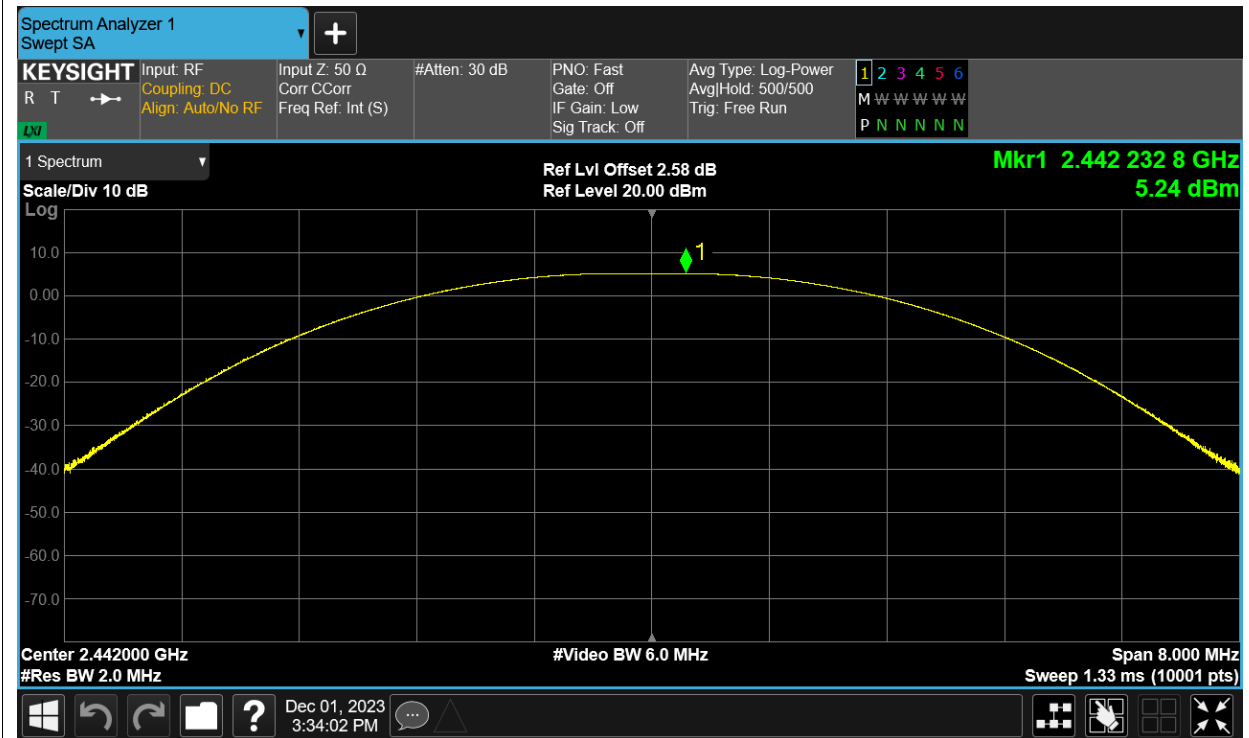 Spectrum Analyzer 1
Swept SA
KEYSIGHT
R T
LXI
Input: RF
Coupling: DC
Align: Auto/No RF
Input Z: 50 Ω
Corr CCorr
Freq Ref: Int (S)
#Atten: 30 dB
PNO: Fast
Gate: Off
IF Gain: Low
Sig Track: Off
Avg Type: Log-Power
Avg|Hold: 500/500
Trig: Free Run
1 2 3 4 5 6
M W W W W W
P N N N N N
1 Spectrum
Scale/Div 10 dB
Log
Ref Lvl Offset 2.58 dB
Ref Level 20.00 dBm
Mkr1 2.442 232 8 GHz
5.24 dBm
1
10.0
0.00
-10.0
-20.0
-30.0
-40.0
-50.0
-60.0
-70.0
Center 2.442000 GHz
#Video BW 6.0 MHz
Span 8.000 MHz
#Res BW 2.0 MHz
Sweep 1.33 ms (10001 pts)
?
Dec 01, 2023
3:34:02 PM